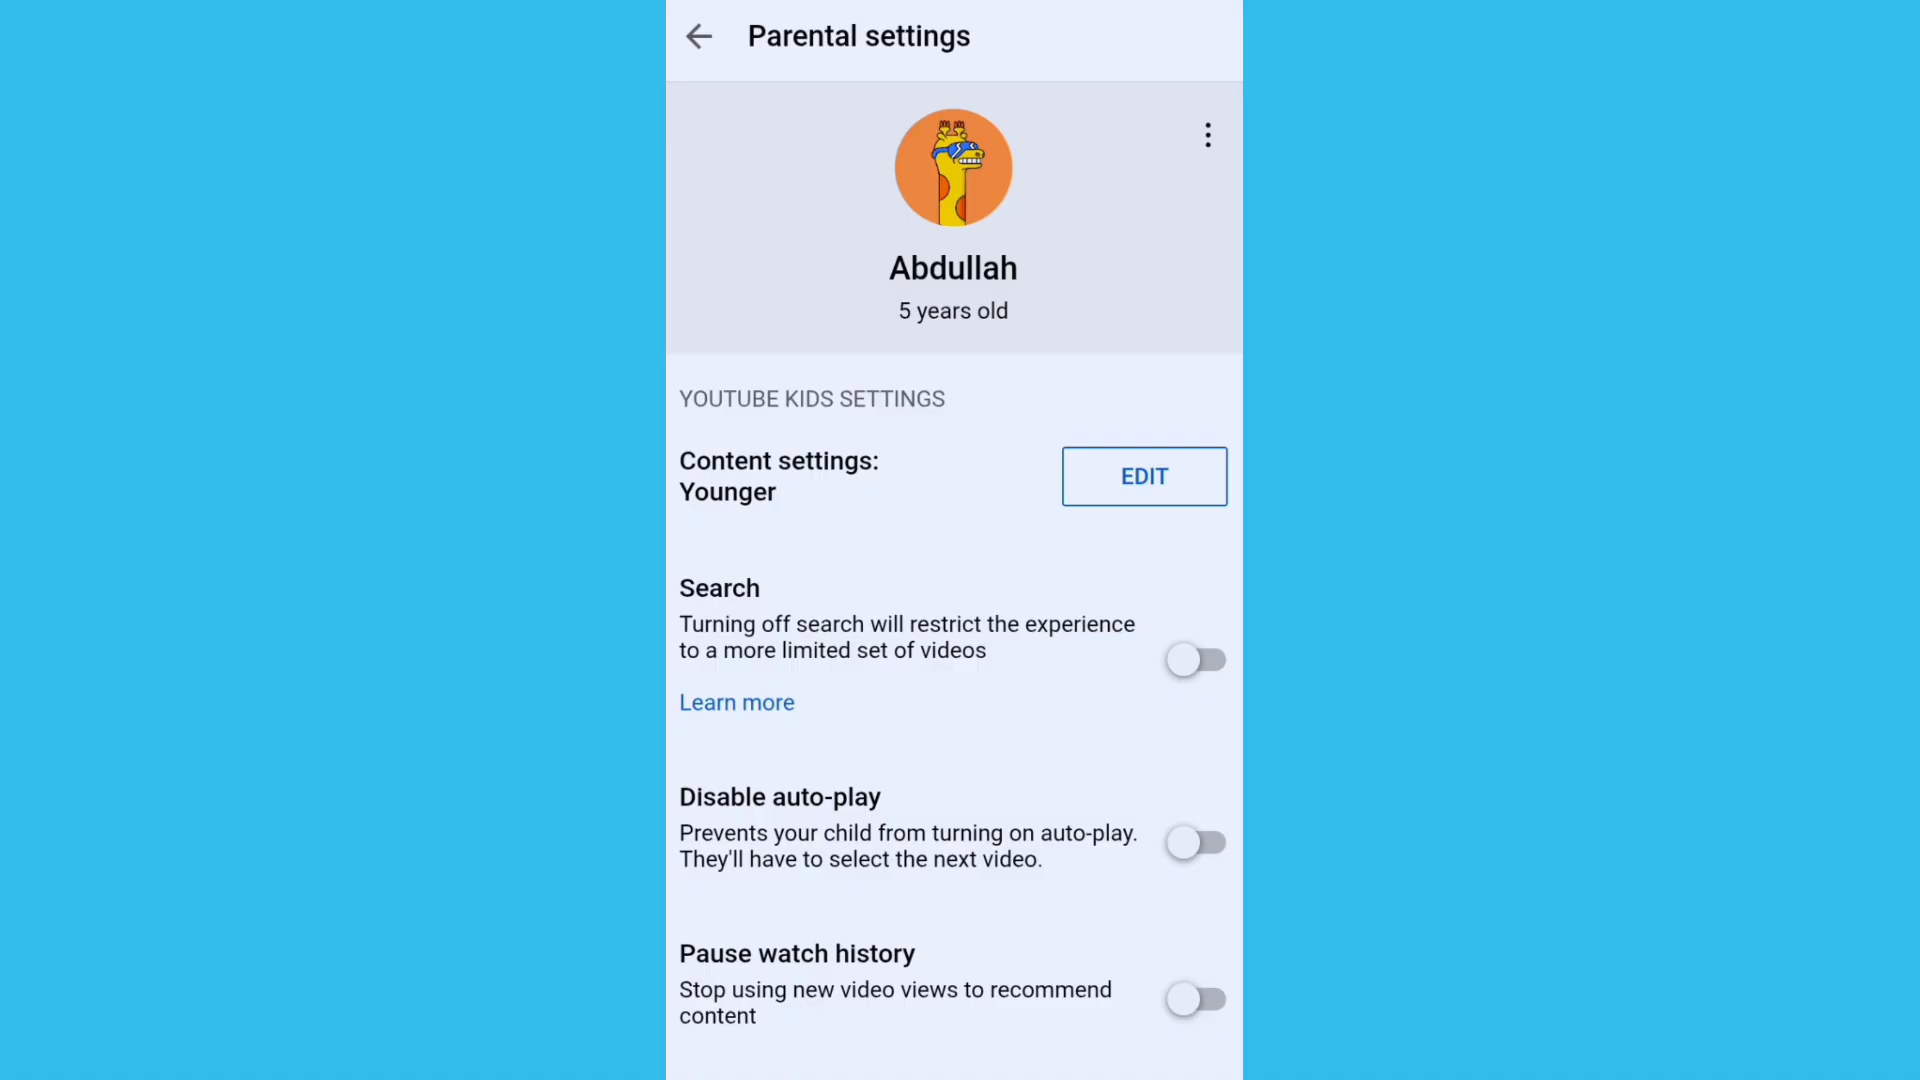 Parental settings
Abdullah
5 years old
YOUTUBE KIDS SETTINGS
Content settings:
Younger
EDIT
Search
Turning off search will restrict the experience
to a more limited set of videos
Learn more
Disable auto-play
Prevents your child from turning on auto-play.
They'll have to select the next video.
Pause watch history
Stop using new video views to recommend
content